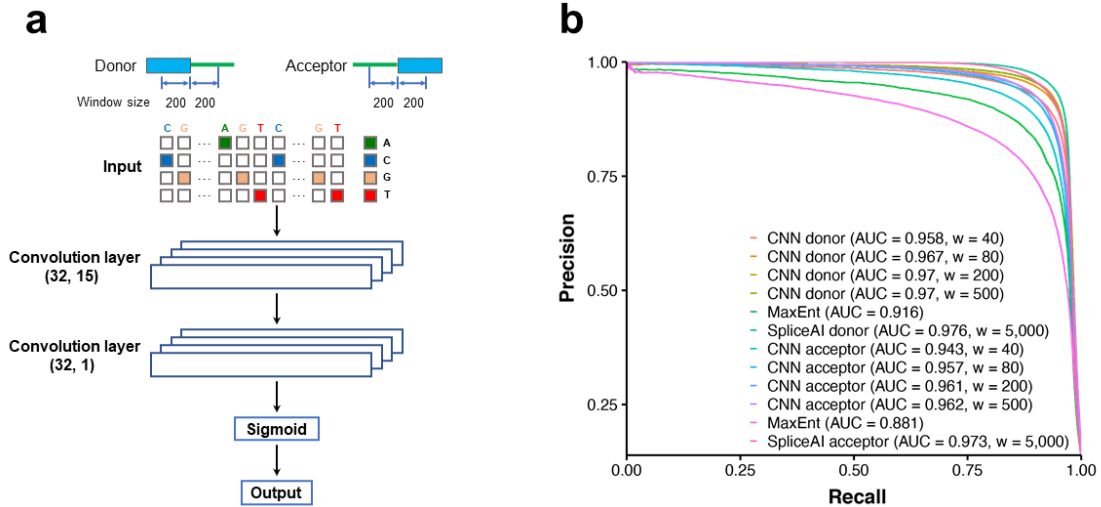 a
Donor
Acceptor
Window size
200 200
200 200
C G ... A G T C ... G T
Input
... ... A
... ... C
... ... G
... ... T
Convolution layer
(32, 15)
Convolution layer
(32, 1)
Sigmoid
Output
b
Precision
1.00
0.75
0.50
0.25
CNN donor (AUC = 0.958, w = 40)
CNN donor (AUC = 0.967, w = 80)
CNN donor (AUC = 0.97, w = 200)
CNN donor (AUC = 0.97, w = 500)
MaxEnt (AUC = 0.916)
SpliceAI donor (AUC = 0.976, w = 5,000)
CNN acceptor (AUC = 0.943, w = 40)
CNN acceptor (AUC = 0.957, w = 80)
CNN acceptor (AUC = 0.961, w = 200)
CNN acceptor (AUC = 0.962, w = 500)
MaxEnt (AUC = 0.881)
SpliceAI acceptor (AUC = 0.973, w = 5,000)
0.00 0.25 0.50 0.75 1.00
Recall